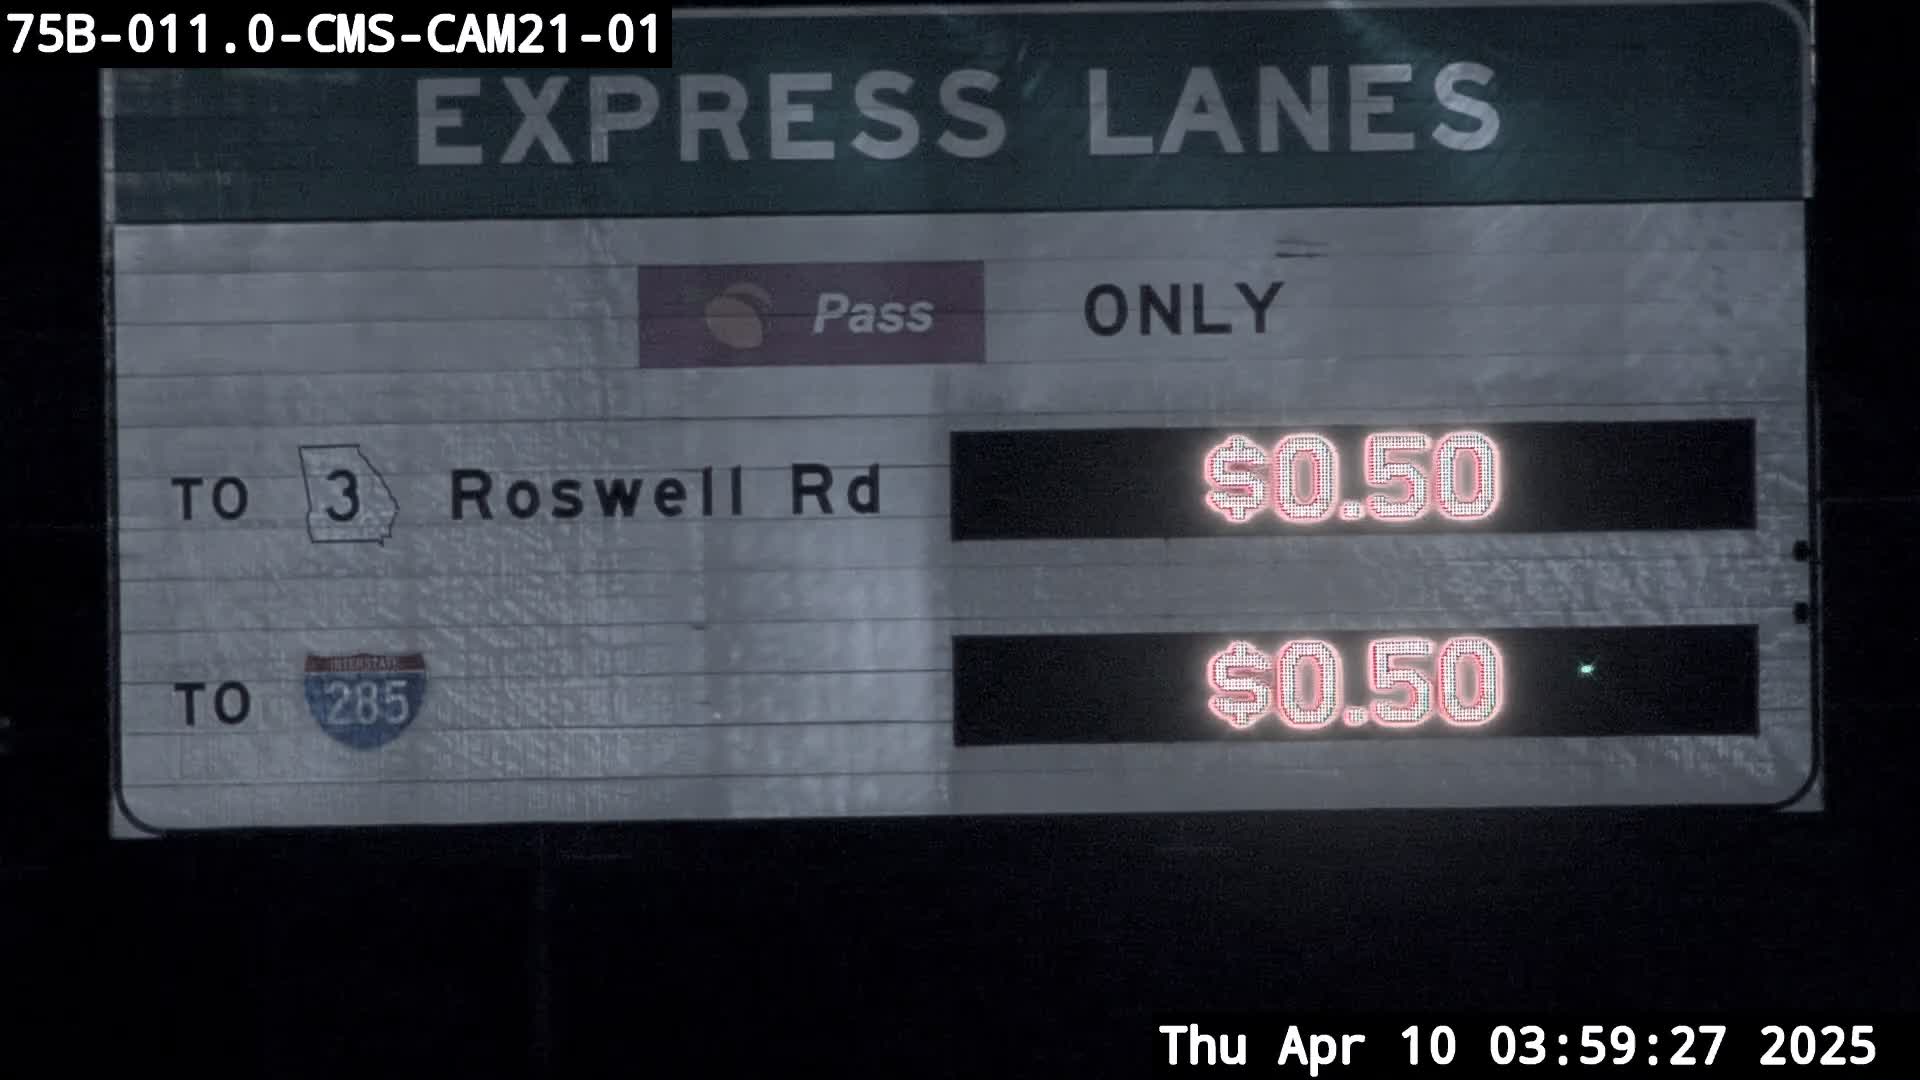 75B-011.0-CMS-CAM21-01
EXPRESS LANES
Pass ONLY
TO 3 Roswell Rd $0.50
INTERSTATE
TO 285 $0.50
Thu Apr 10 03:59:27 2025